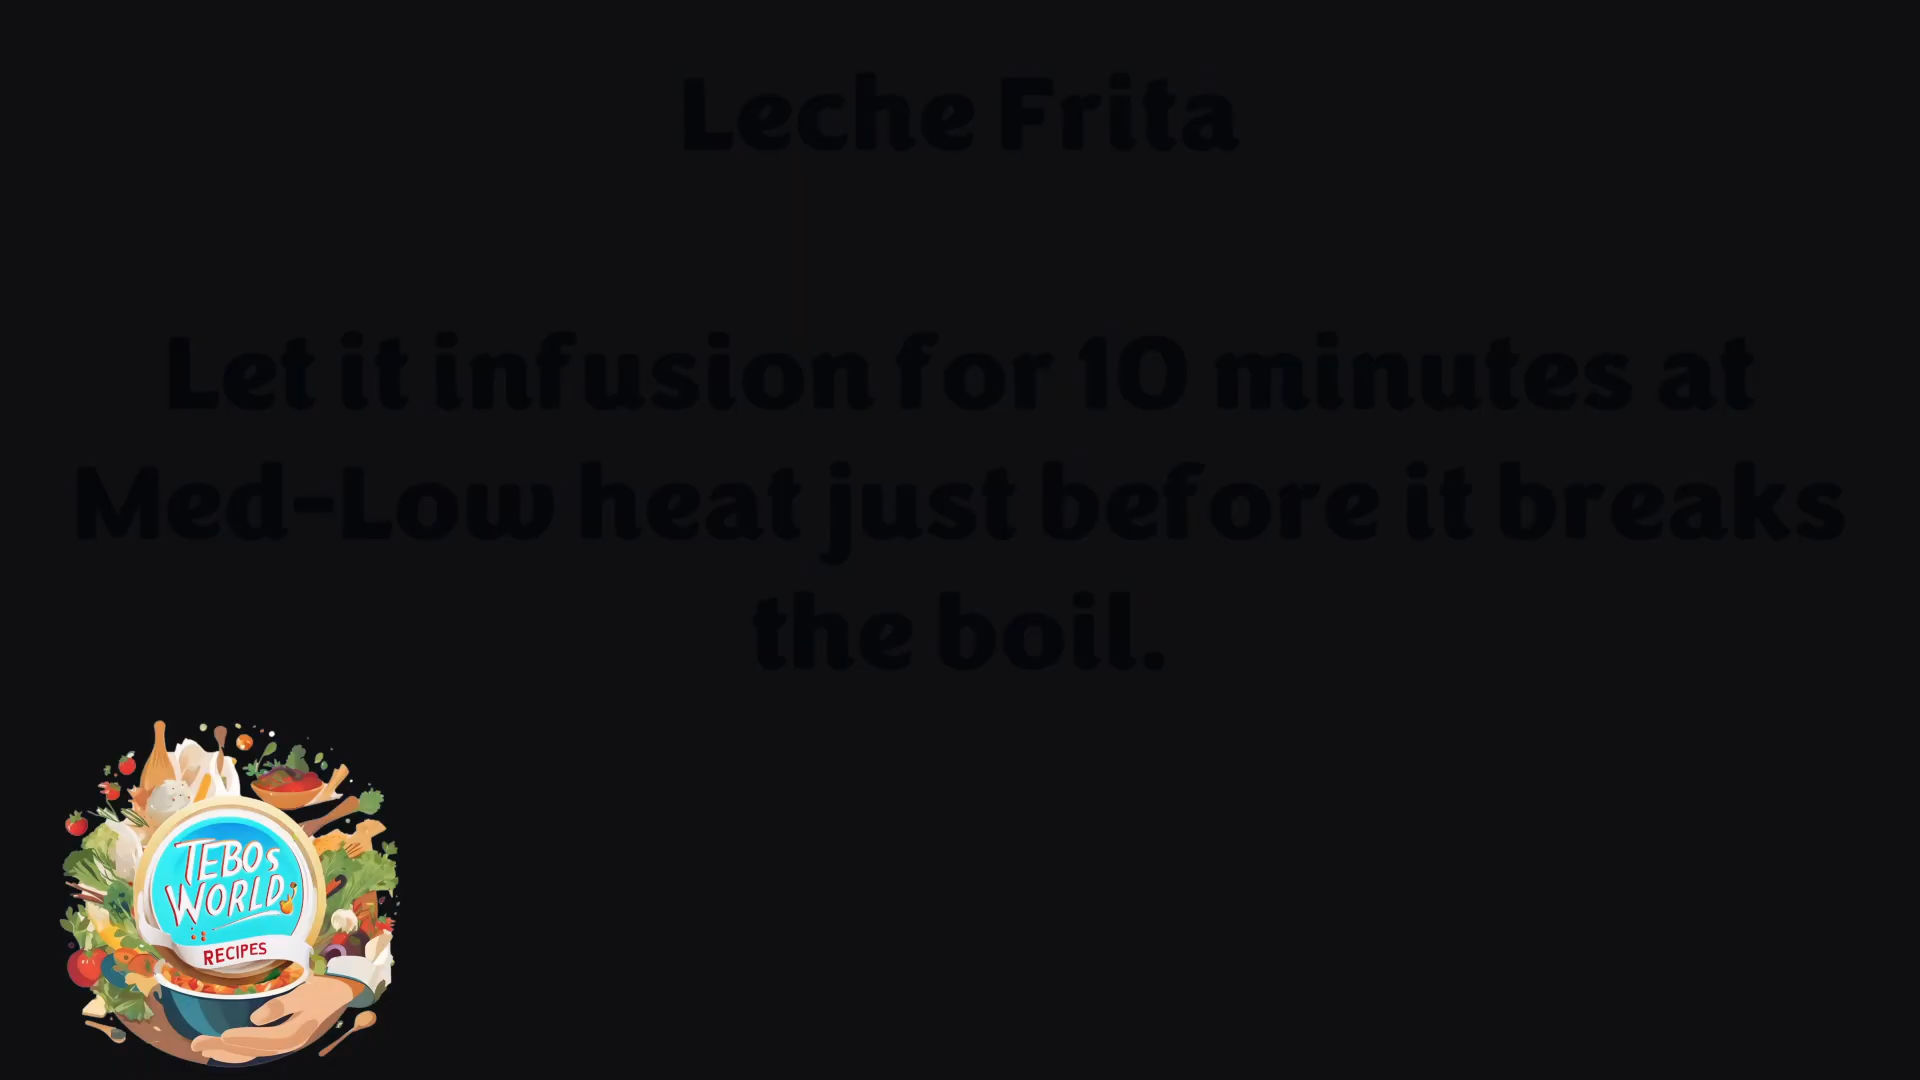 Leche Frita
Let it infusion for 10 minutes at
Med-Low heat just before it breaks
the boil.
TEBOS
WORLD
RECIPES